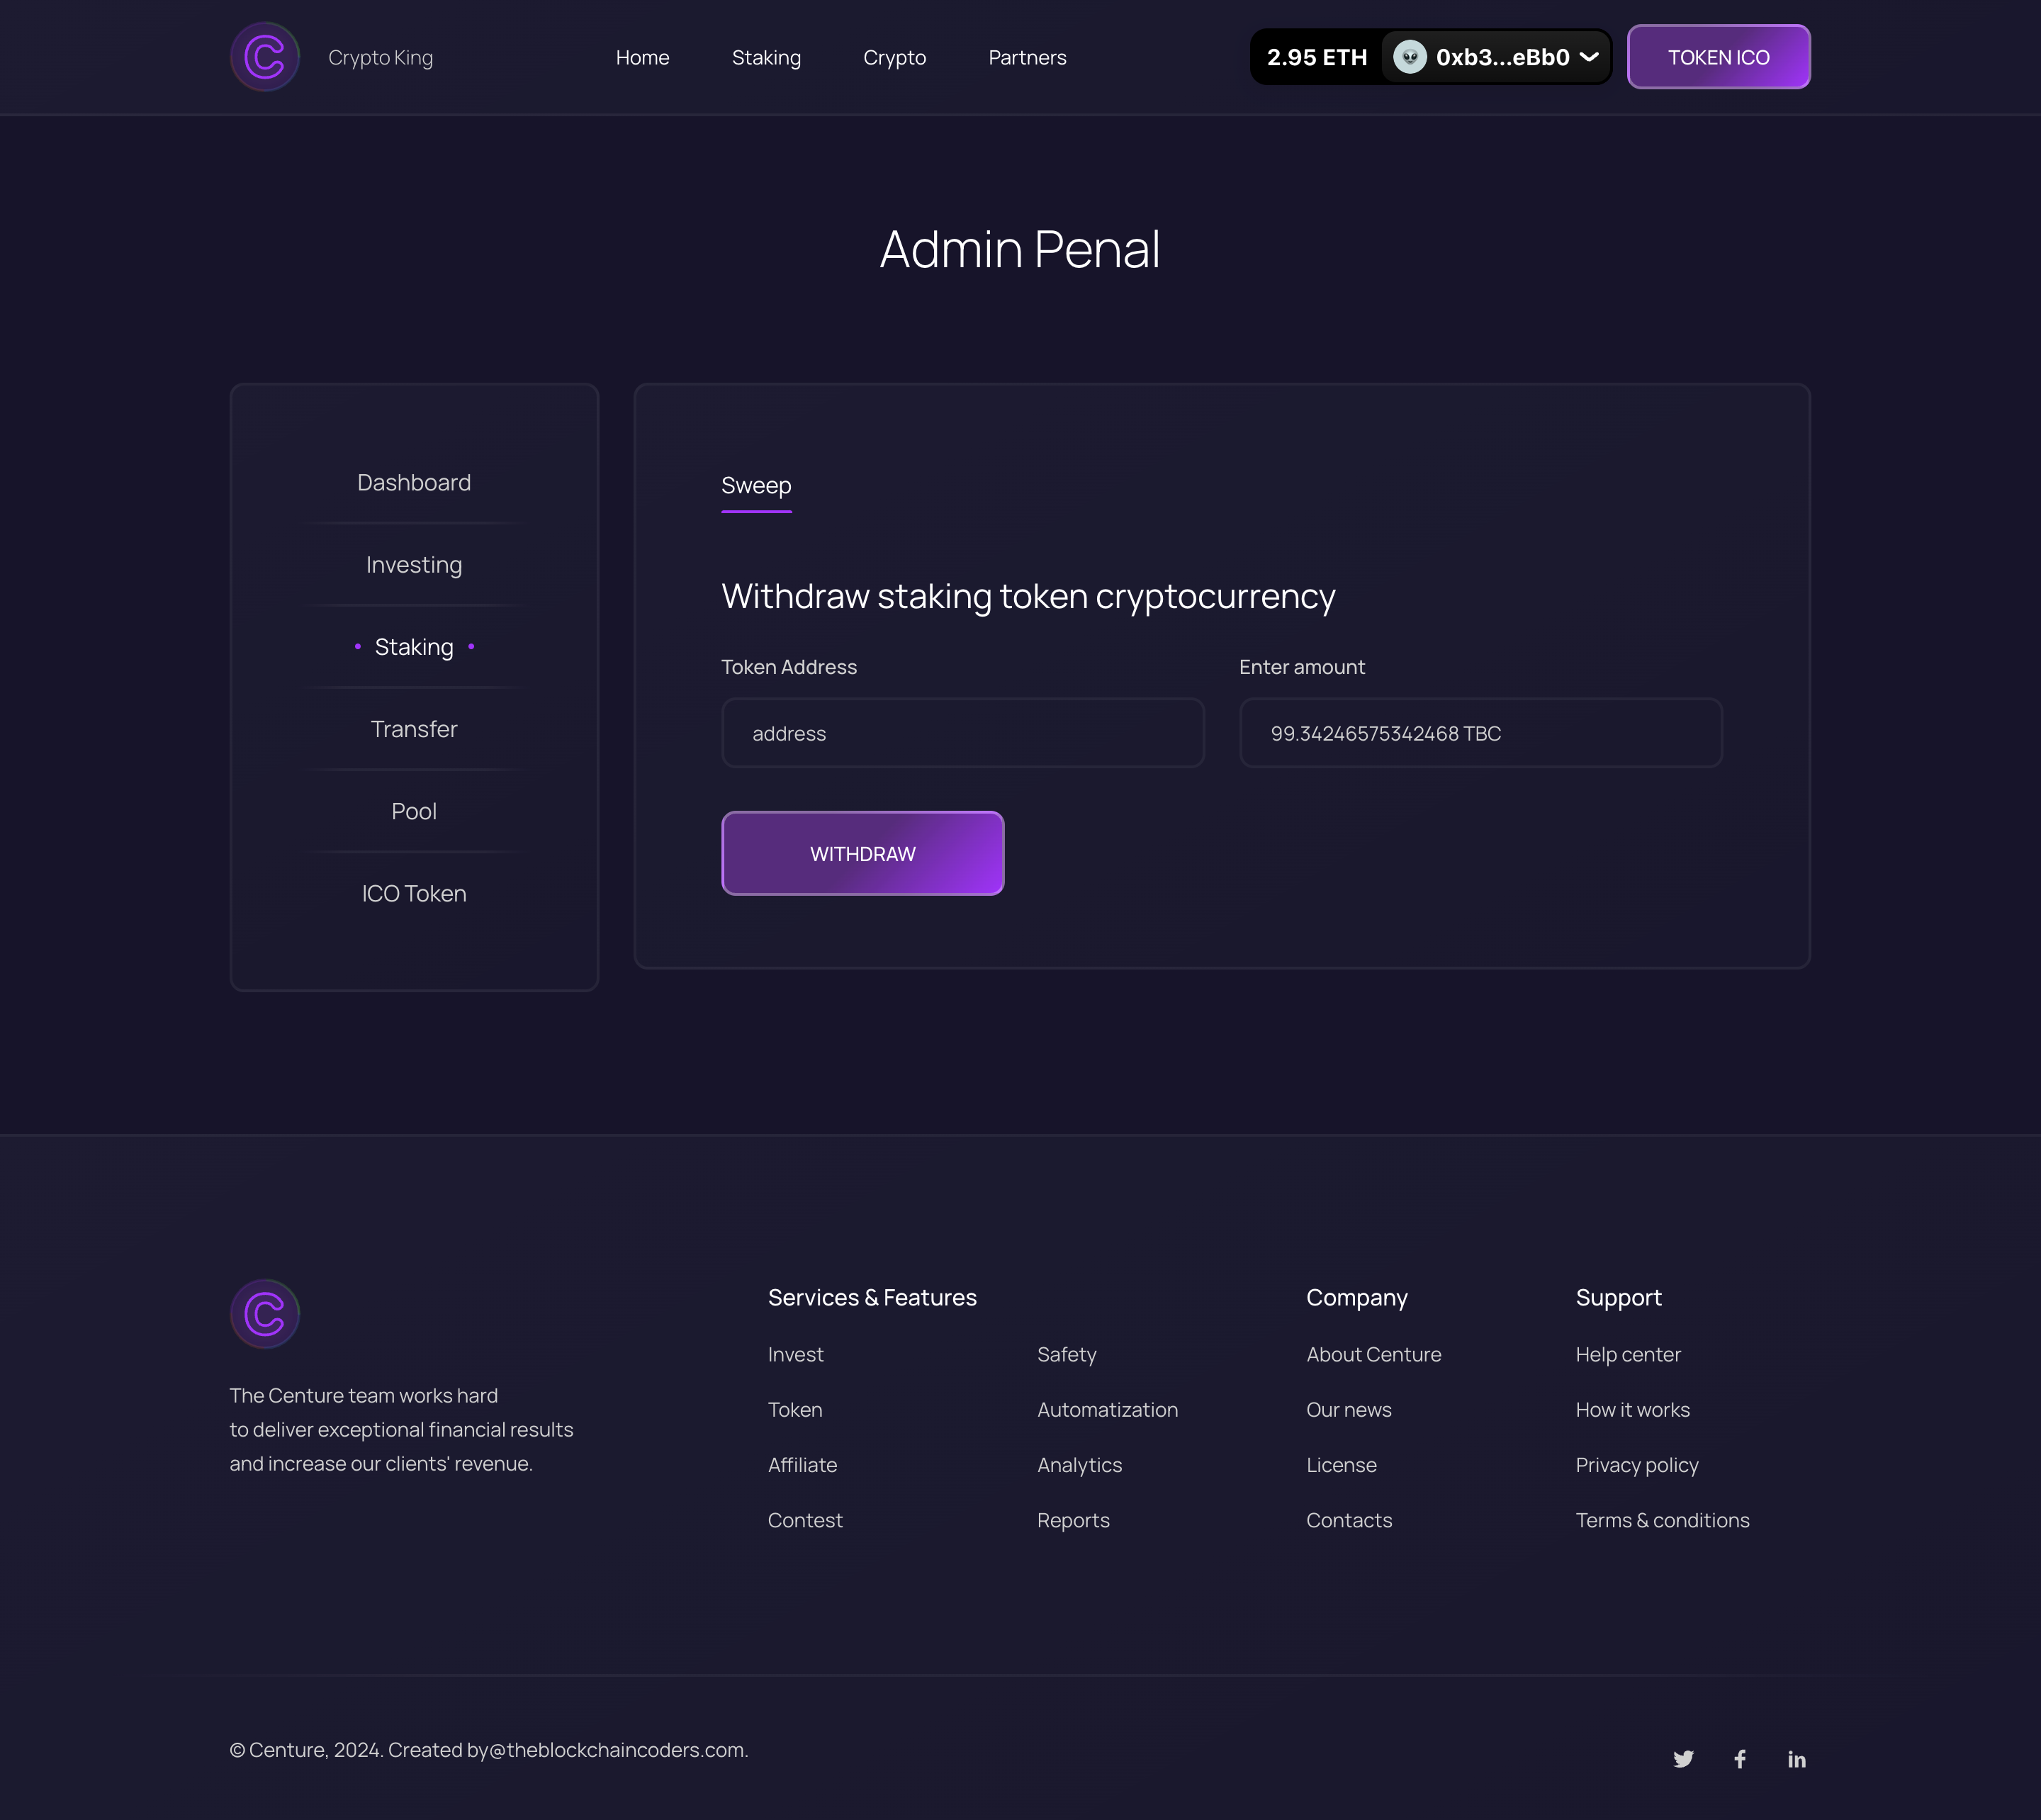 Crypto King
Home
Staking
Crypto
Partners
2.95 ETH
0xb3...eBb0
TOKEN ICO
Admin Penal
Dashboard
Investing
Staking
Transfer
Pool
ICO Token
Sweep
Withdraw staking token cryptocurrency
Token Address
Enter amount
address
99.34246575342468 TBC
WITHDRAW
The Centure team works hard
to deliver exceptional financial results
and increase our clients' revenue.
Services & Features
Invest
Token
Affiliate
Contest
Safety
Automatization
Analytics
Reports
Company
About Centure
Our news
License
Contacts
Support
Help center
How it works
Privacy policy
Terms & conditions
© Centure, 2024. Created by@theblockchaincoders.com.